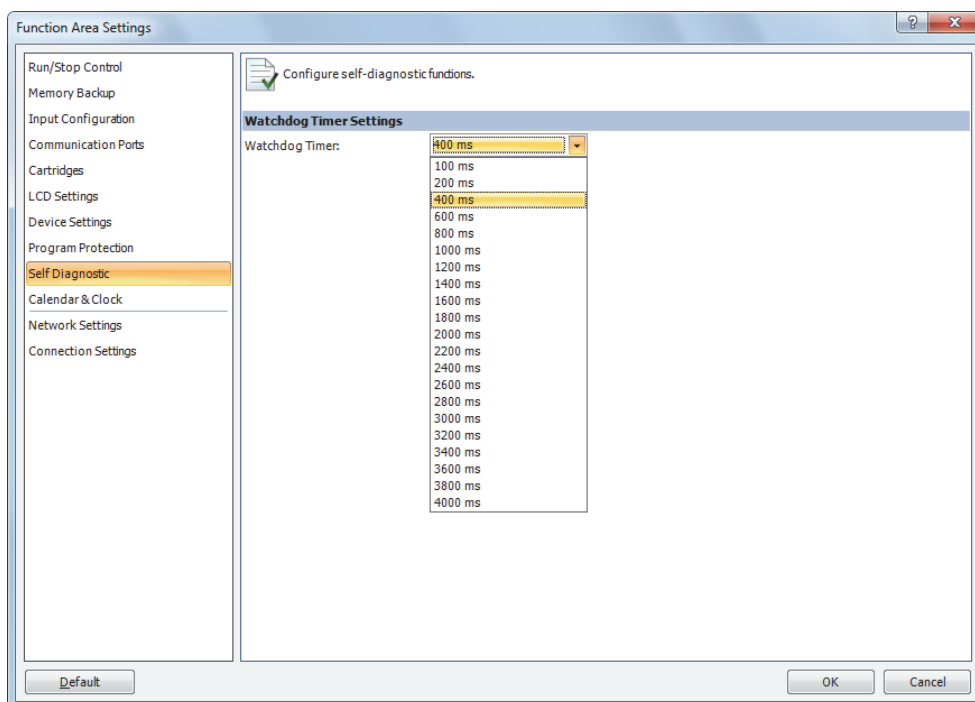 Function Area Settings
?
X
Run/Stop Control
Memory Backup
Input Configuration
Communication Ports
Cartridges
LCD Settings
Device Settings
Program Protection
Self Diagnostic
Calendar & Clock
Network Settings
Connection Settings
Configure self-diagnostic functions.
Watchdog Timer Settings
Watchdog Timer:
400 ms
100 ms
200 ms
400 ms
600 ms
800 ms
1000 ms
1200 ms
1400 ms
1600 ms
1800 ms
2000 ms
2200 ms
2400 ms
2600 ms
2800 ms
3000 ms
3200 ms
3400 ms
3600 ms
3800 ms
4000 ms
Default
OK
Cancel